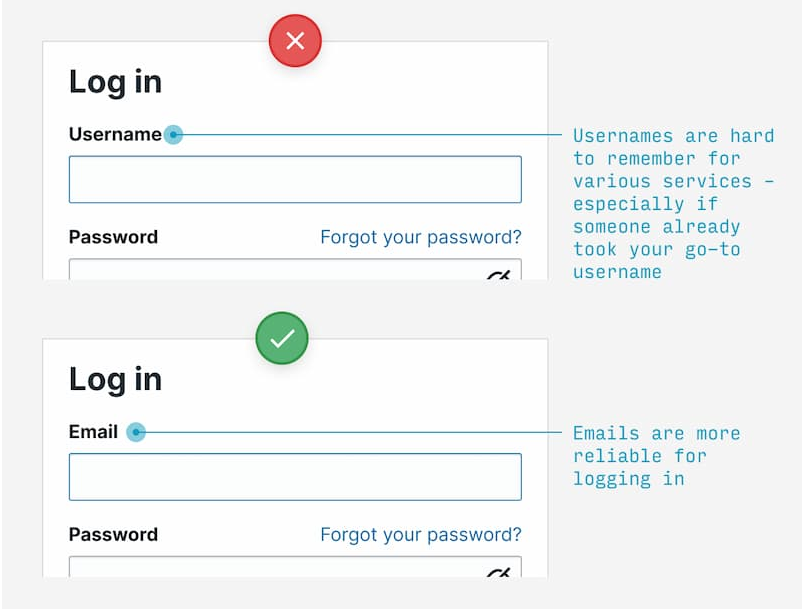 Log in
Username
Usernames are hard
to remember for
various services –
especially if
someone already
took your go-to
username
Password
Forgot your password?
Log in
Email
Emails are more
reliable for
logging in
Password
Forgot your password?